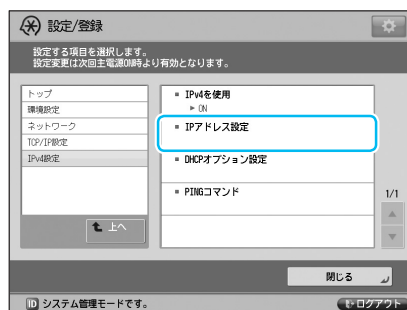 設定/登録
設定する項目を選択します。
設定変更は次回主電源ON時より有効となります。
トップ
環境設定
ネットワーク
TCP/IP設定
IPv4設定
上へ
IPv4を使用
ON
IPアドレス設定
DHCPオプション設定
PINGコマンド
1/1
閉じる
ID システム管理モードです。
ログアウト